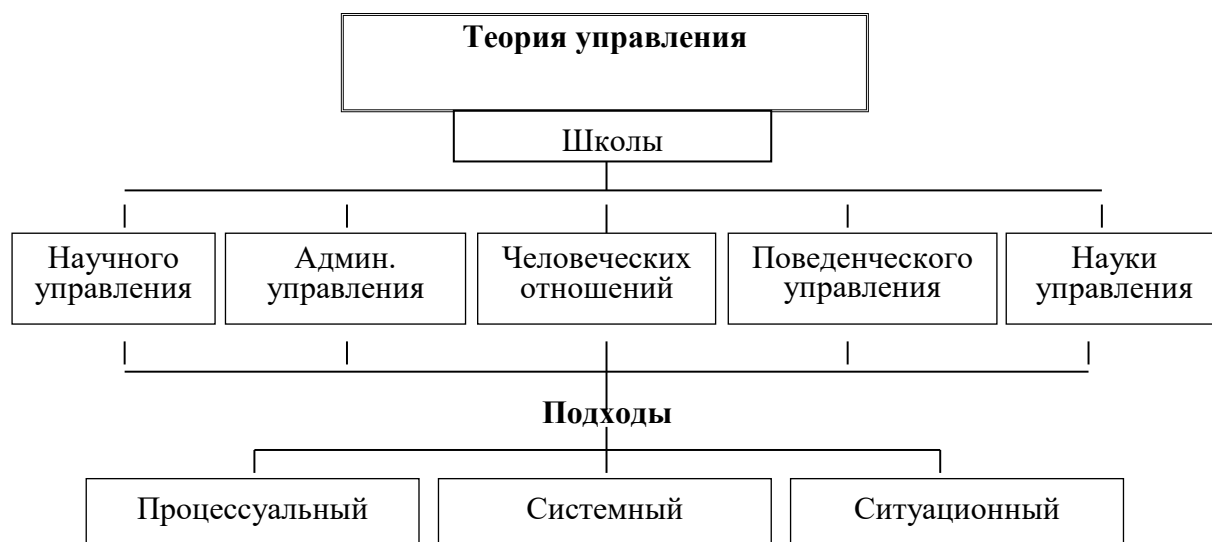 Теория управления
Школы
Научного
управления
Админ.
управления
Человеческих
отношений
Поведенческого
управления
Науки
управления
Подходы
Процессуальный
Системный
Ситуационный